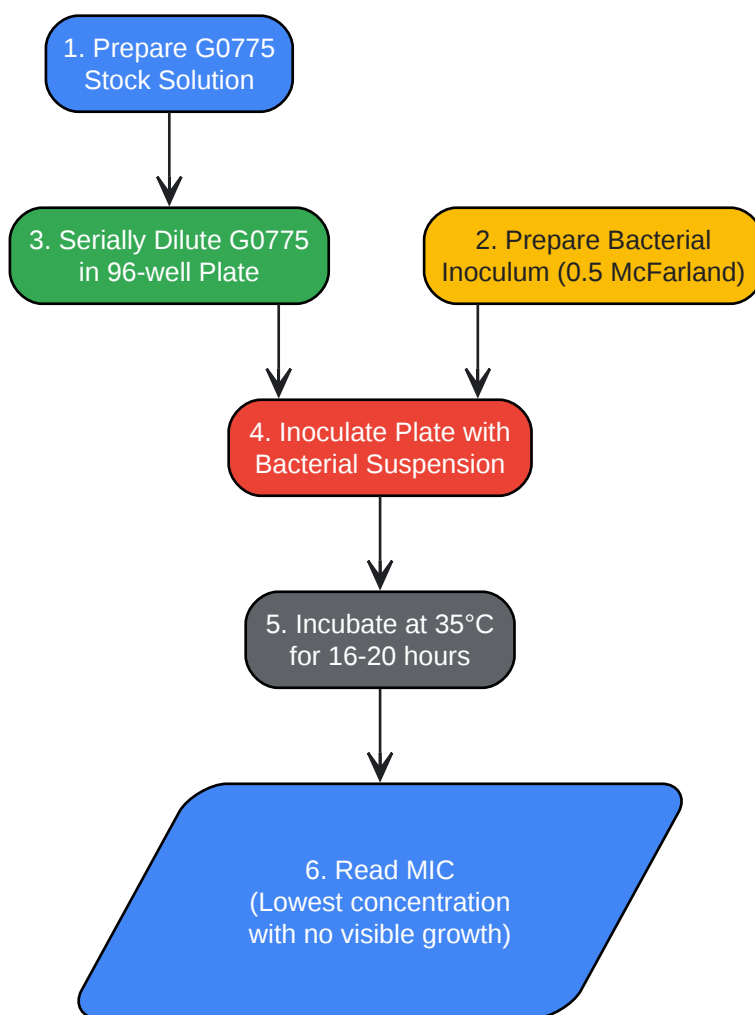 1. Prepare G0775
Stock Solution
3. Serially Dilute G0775
in 96-well Plate
2. Prepare Bacterial
Inoculum (0.5 McFarland)
4. Inoculate Plate with
Bacterial Suspension
5. Incubate at 35°C
for 16-20 hours
6. Read MIC
(Lowest concentration
with no visible growth)